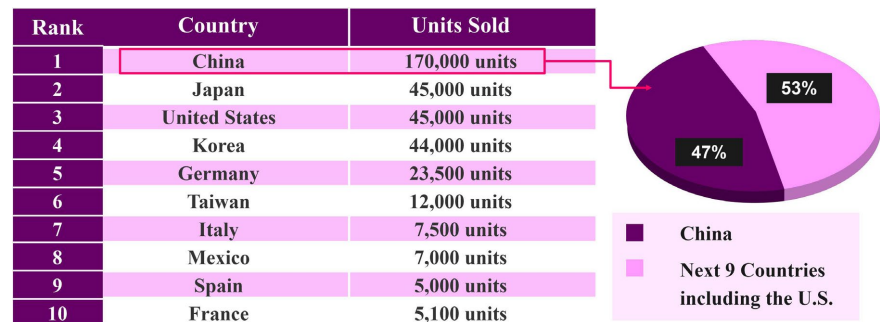 Rank Country Units Sold
1 China 170,000 units
2 Japan 45,000 units
3 United States 45,000 units
4 Korea 44,000 units
5 Germany 23,500 units
6 Taiwan 12,000 units
7 Italy 7,500 units
8 Mexico 7,000 units
9 Spain 5,000 units
10 France 5,100 units
53%
47%
China
Next 9 Countries
including the U.S.